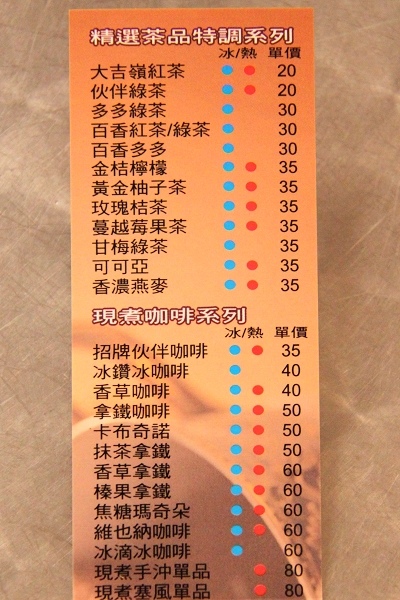 精選茶品特調系列
冰/熱 單價
大吉嶺紅茶 20
伙伴綠茶 20
多多綠茶 30
百香紅茶/綠茶 30
百香多多 30
金桔檸檬 35
黃金柚子茶 35
玫瑰桔茶 35
蔓越莓果茶 35
甘梅綠茶 35
可可亞 35
香濃燕麥 35
現煮咖啡系列
冰/熱 單價
招牌伙伴咖啡 35
冰鑽冰咖啡 40
香草咖啡 40
拿鐵咖啡 50
卡布奇諾 50
抹茶拿鐵 50
香草拿鐵 60
榛果拿鐵 60
焦糖瑪奇朵 60
維也納咖啡 60
冰滴冰咖啡 60
現煮手沖單品 80
現煮塞風單品 80